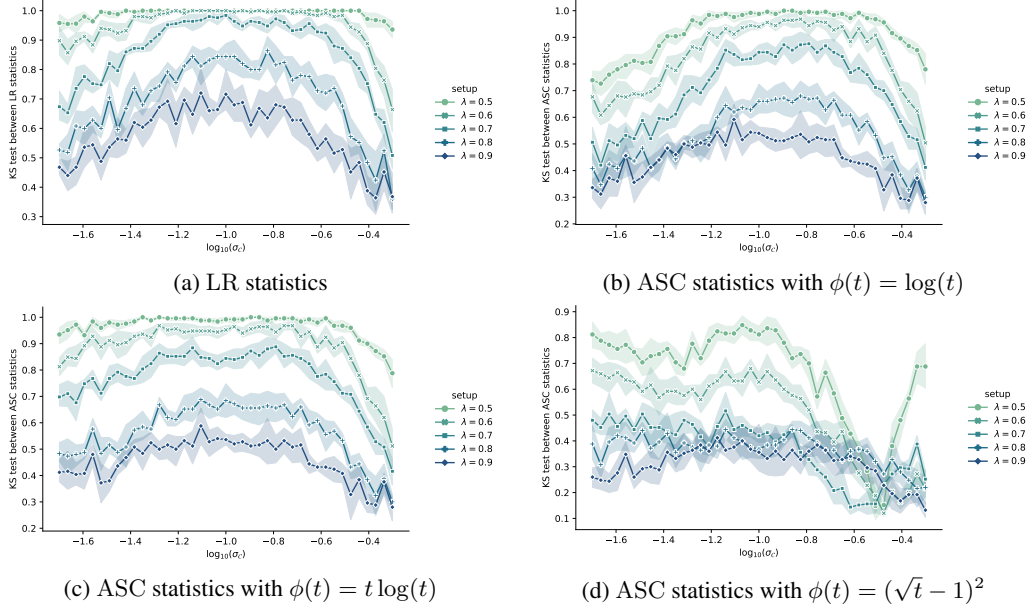 1.0
0.9
0.8
0.7
0.6
0.5
0.4
0.3
KS test between LR statistics
−1.6 −1.4 −1.2 −1.0 −0.8 −0.6 −0.4
log10(σC)
setup
λ = 0.5
λ = 0.6
λ = 0.7
λ = 0.8
λ = 0.9
(a) LR statistics
1.0
0.9
0.8
0.7
0.6
0.5
0.4
0.3
0.2
KS test between ASC statistics
−1.6 −1.4 −1.2 −1.0 −0.8 −0.6 −0.4
log10(σC)
setup
λ = 0.5
λ = 0.6
λ = 0.7
λ = 0.8
λ = 0.9
(b) ASC statistics with ϕ(t) = log(t)
1.0
0.9
0.8
0.7
0.6
0.5
0.4
0.3
0.2
KS test between ASC statistics
−1.6 −1.4 −1.2 −1.0 −0.8 −0.6 −0.4
log10(σC)
setup
λ = 0.5
λ = 0.6
λ = 0.7
λ = 0.8
λ = 0.9
(c) ASC statistics with ϕ(t) = t log(t)
0.9
0.8
0.7
0.6
0.5
0.4
0.3
0.2
0.1
KS test between ASC statistics
−1.6 −1.4 −1.2 −1.0 −0.8 −0.6 −0.4
log10(σC)
setup
λ = 0.5
λ = 0.6
λ = 0.7
λ = 0.8
λ = 0.9
(d) ASC statistics with ϕ(t) = (√t − 1)²